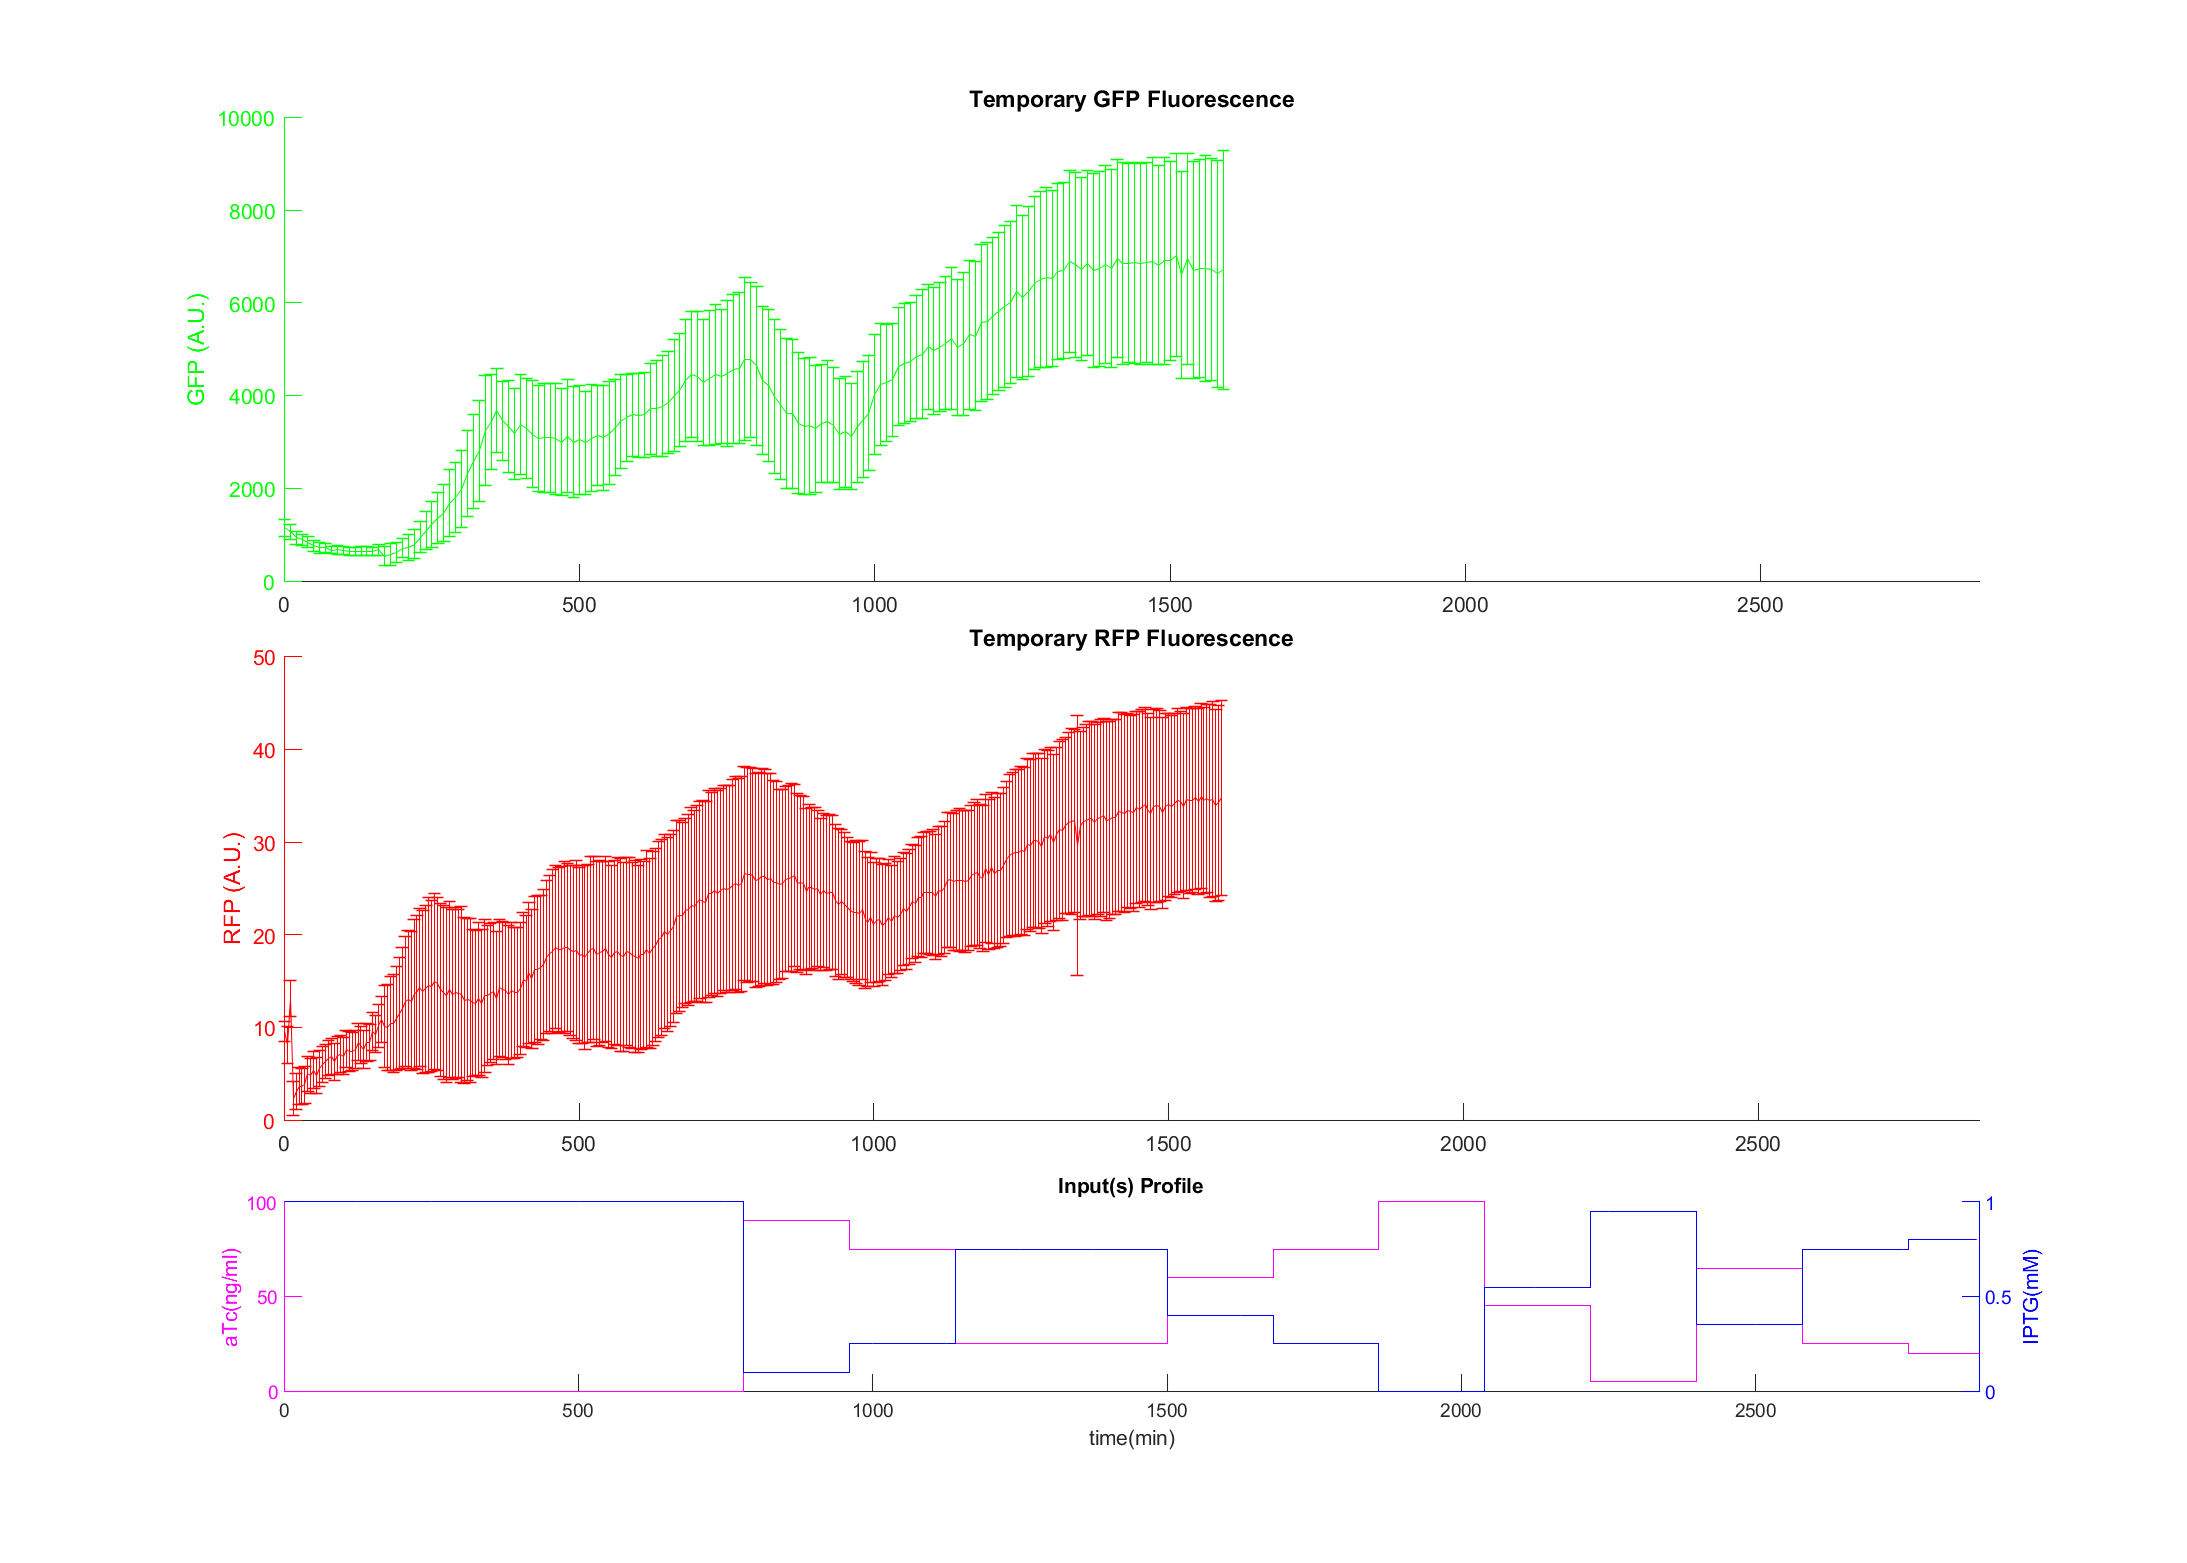 Temporary GFP Fluorescence
10000
8000
6000
4000
2000
0
GFP (A.U.)
0 500 1000 1500 2000 2500
Temporary RFP Fluorescence
50
40
30
20
10
0
RFP (A.U.)
0 500 1000 1500 2000 2500
Input(s) Profile
100
50
0
aTc(ng/ml)
1
0.5
0
IPTG(mM)
0 500 1000 1500 2000 2500
time(min)